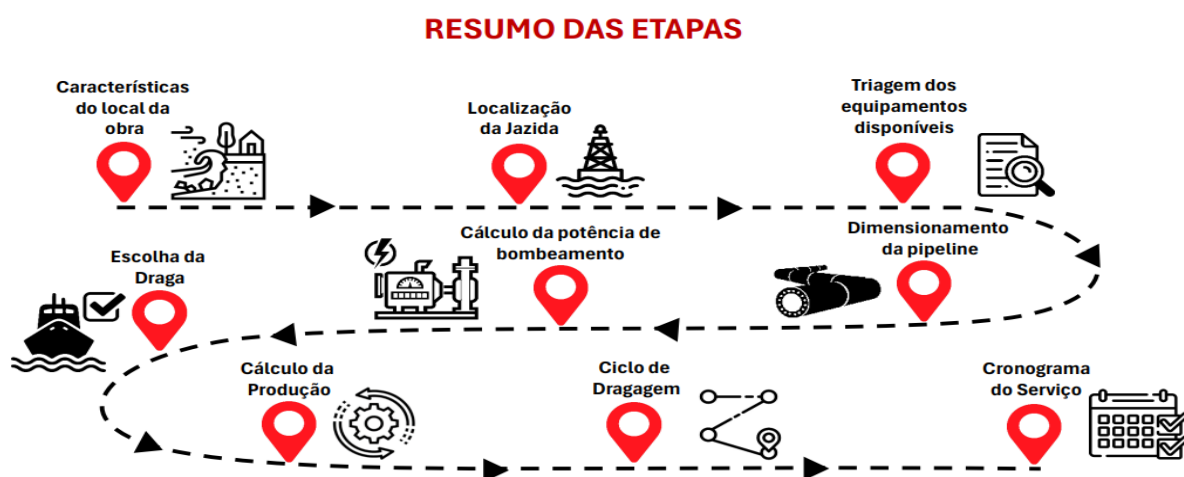 RESUMO DAS ETAPAS
Características
do local da
obra
Localização
da Jazida
Triagem dos
equipamentos
disponíveis
Dimensionamento
da pipeline
Cálculo da potência de
bombeamento
Escolha da
Draga
Cálculo da
Produção
Ciclo de
Dragagem
Cronograma
do Serviço